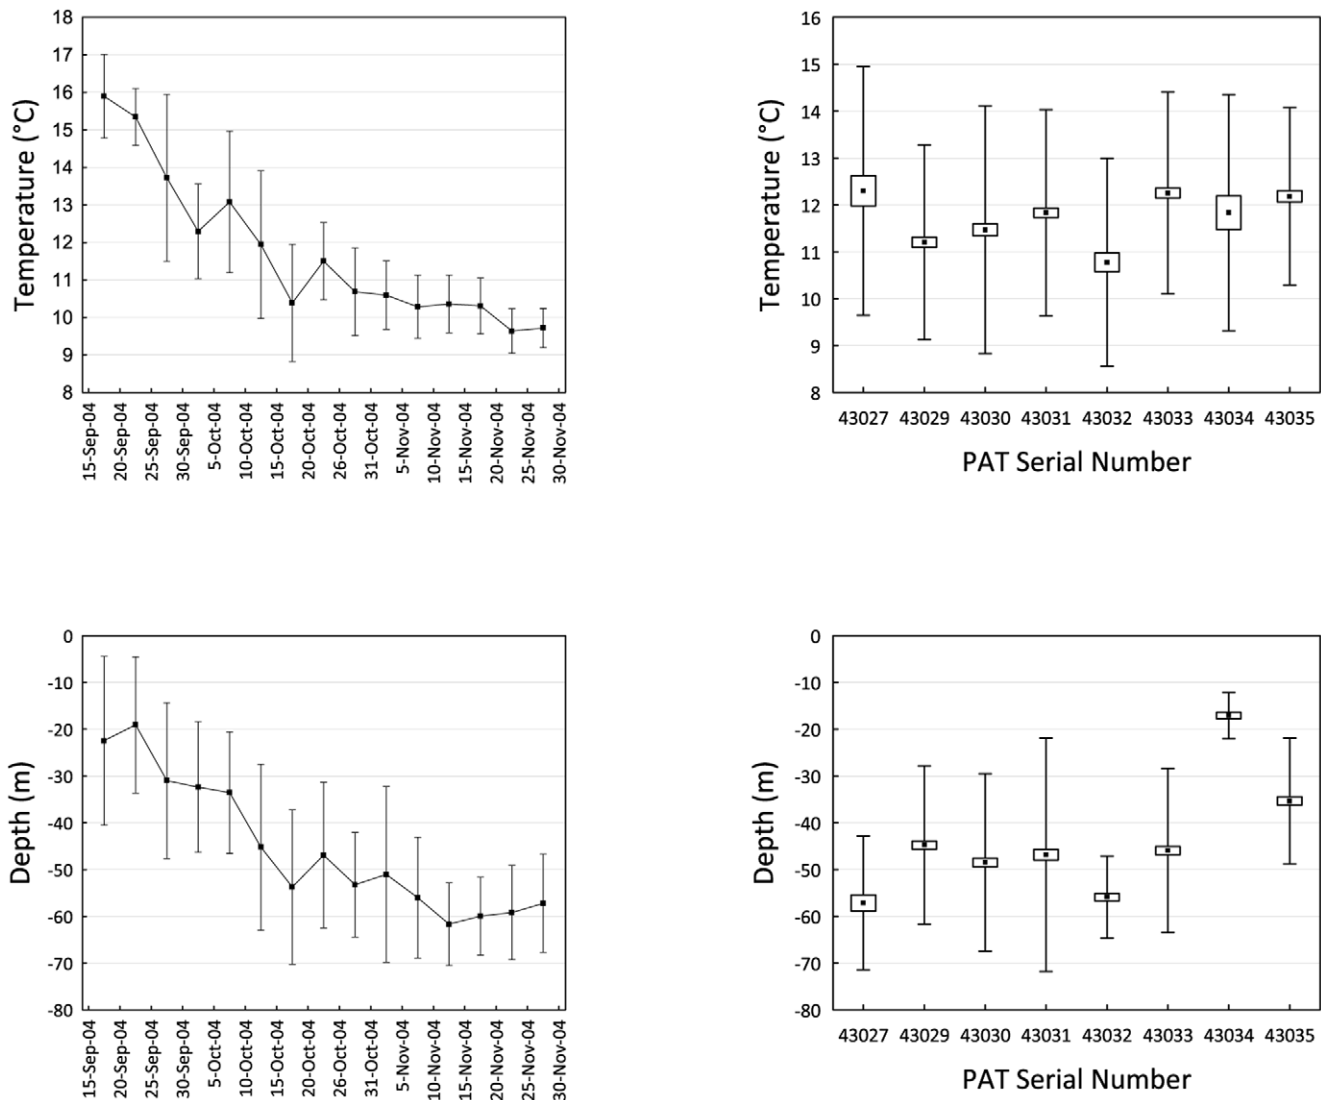 Temperature (°C)
18
17
16
15
14
13
12
11
10
9
8
15-Sep-04
20-Sep-04
25-Sep-04
30-Sep-04
5-Oct-04
10-Oct-04
15-Oct-04
20-Oct-04
26-Oct-04
31-Oct-04
5-Nov-04
10-Nov-04
15-Nov-04
20-Nov-04
25-Nov-04
30-Nov-04
Temperature (°C)
16
15
14
13
12
11
10
9
8
43027 43029 43030 43031 43032 43033 43034 43035
PAT Serial Number
Depth (m)
0
-10
-20
-30
-40
-50
-60
-70
-80
15-Sep-04
20-Sep-04
25-Sep-04
30-Sep-04
5-Oct-04
10-Oct-04
15-Oct-04
20-Oct-04
26-Oct-04
31-Oct-04
5-Nov-04
10-Nov-04
15-Nov-04
20-Nov-04
25-Nov-04
30-Nov-04
Depth (m)
0
-10
-20
-30
-40
-50
-60
-70
-80
43027 43029 43030 43031 43032 43033 43034 43035
PAT Serial Number